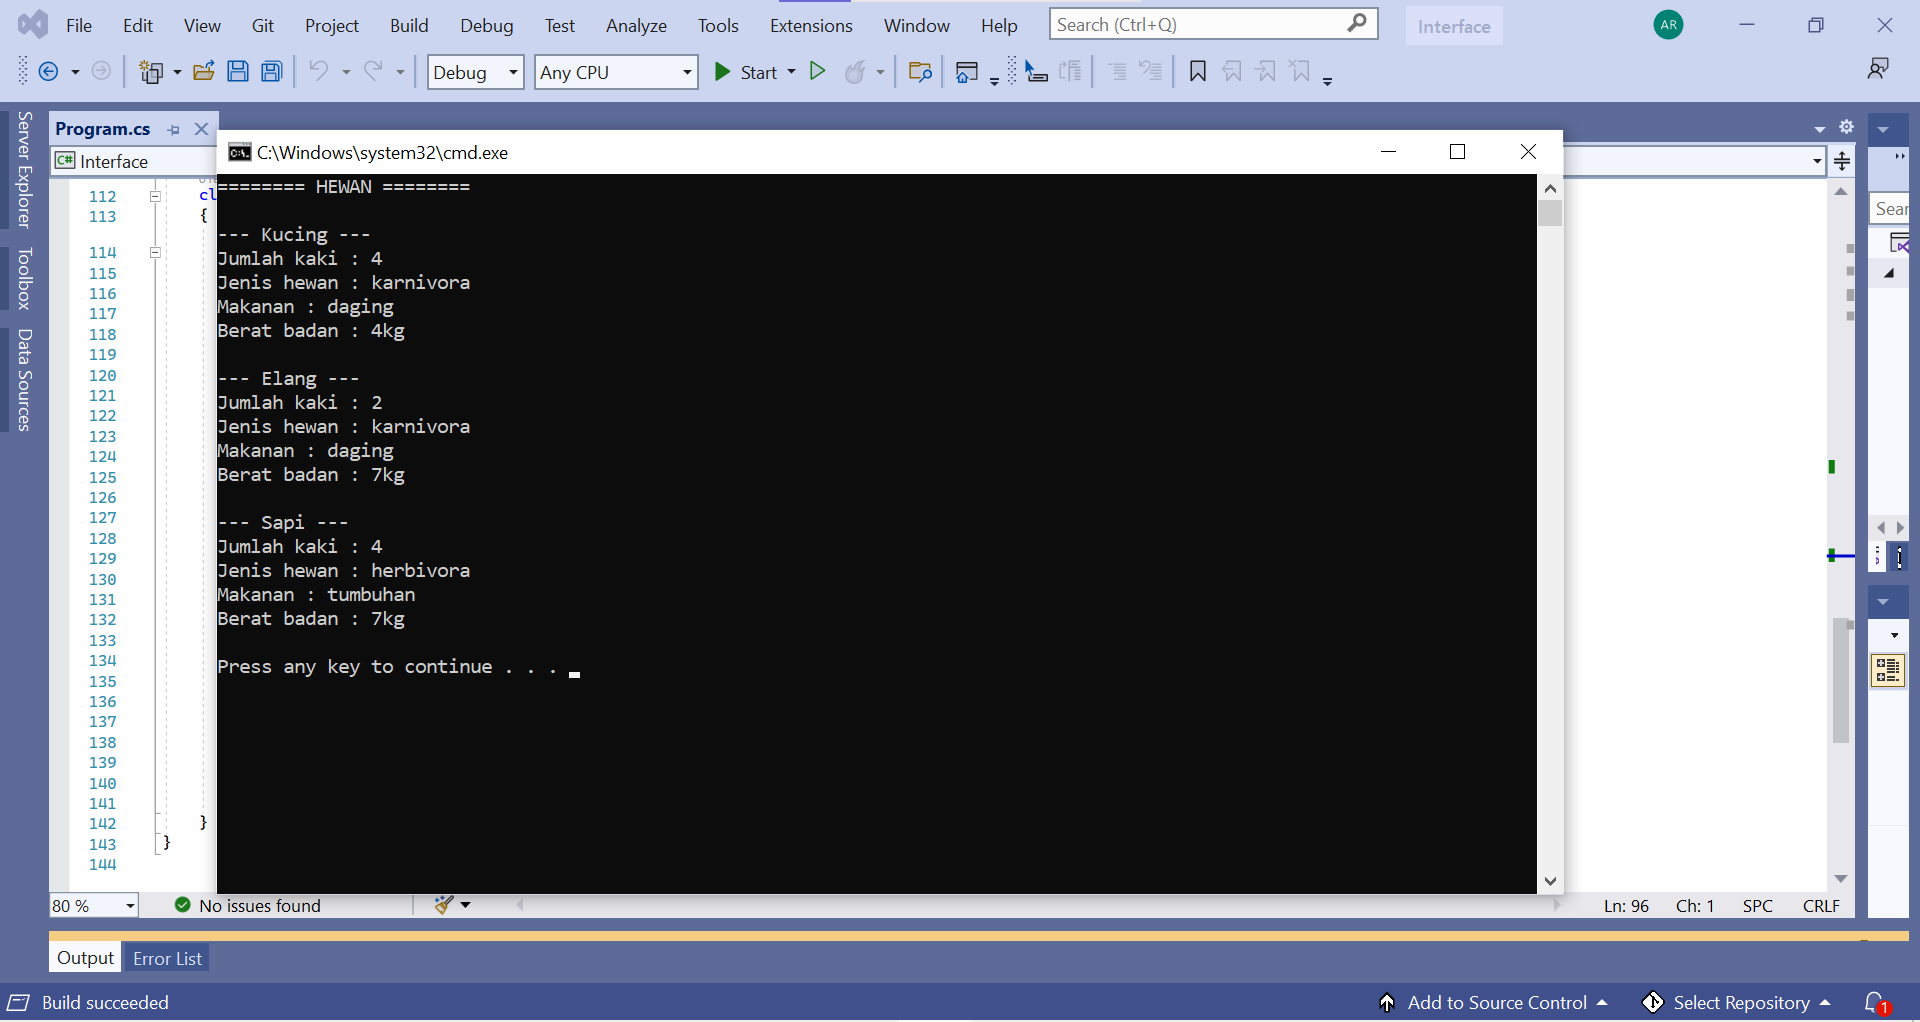 File Edit View Git Project Build Debug Test Analyze Tools Extensions Window Help Search (Ctrl+Q) Interface AR
Debug Any CPU Start
Server Explorer
Toolbox
Data Sources
Program.cs
C# Interface
C:\Windows\system32\cmd.exe
======== HEWAN ========
--- Kucing ---
Jumlah kaki : 4
Jenis hewan : karnivora
Makanan : daging
Berat badan : 4kg
--- Elang ---
Jumlah kaki : 2
Jenis hewan : karnivora
Makanan : daging
Berat badan : 7kg
--- Sapi ---
Jumlah kaki : 4
Jenis hewan : herbivora
Makanan : tumbuhan
Berat badan : 7kg
Press any key to continue . . .
112 cl
113 {
114
115
116
117
118
119
120
121
122
123
124
125
126
127
128
129
130
131
132
133
134
135
136
137
138
139
140
141
142 }
143 }
144
Sear
80 % No issues found Ln: 96 Ch: 1 SPC CRLF
Output Error List
Build succeeded Add to Source Control Select Repository 1